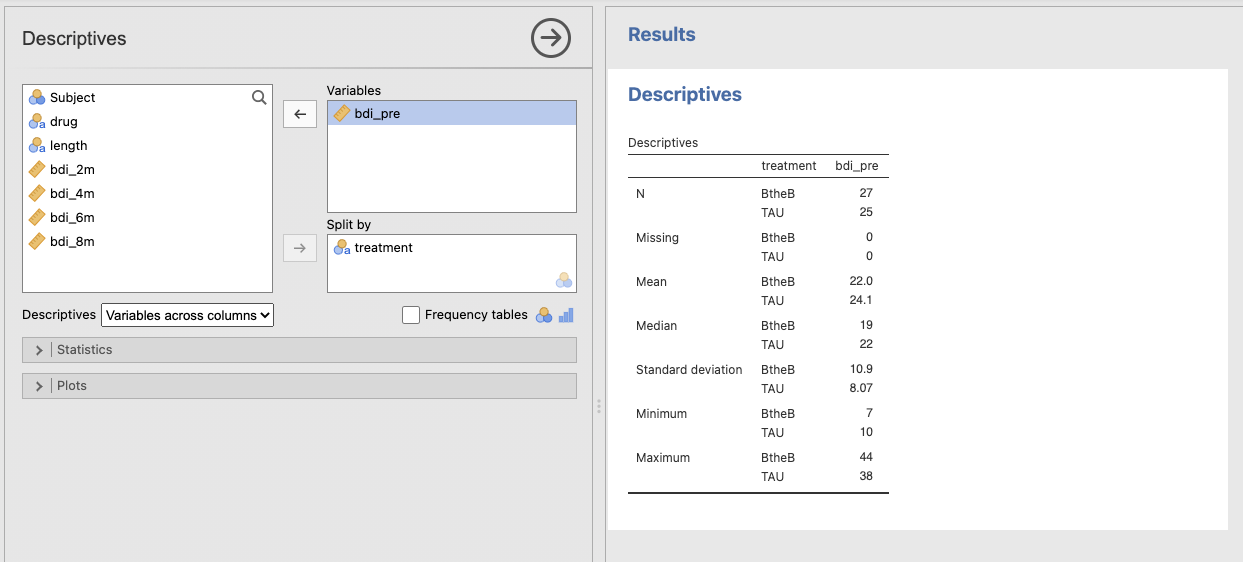 Descriptives
Subject
drug
length
bdi_2m
bdi_4m
bdi_6m
bdi_8m
Variables
bdi_pre
Split by
treatment
Descriptives Variables across columns Frequency tables
Statistics
Plots
Results
Descriptives
Descriptives
treatment bdi_pre
N BtheB 27
TAU 25
Missing BtheB 0
TAU 0
Mean BtheB 22.0
TAU 24.1
Median BtheB 19
TAU 22
Standard deviation BtheB 10.9
TAU 8.07
Minimum BtheB 7
TAU 10
Maximum BtheB 44
TAU 38